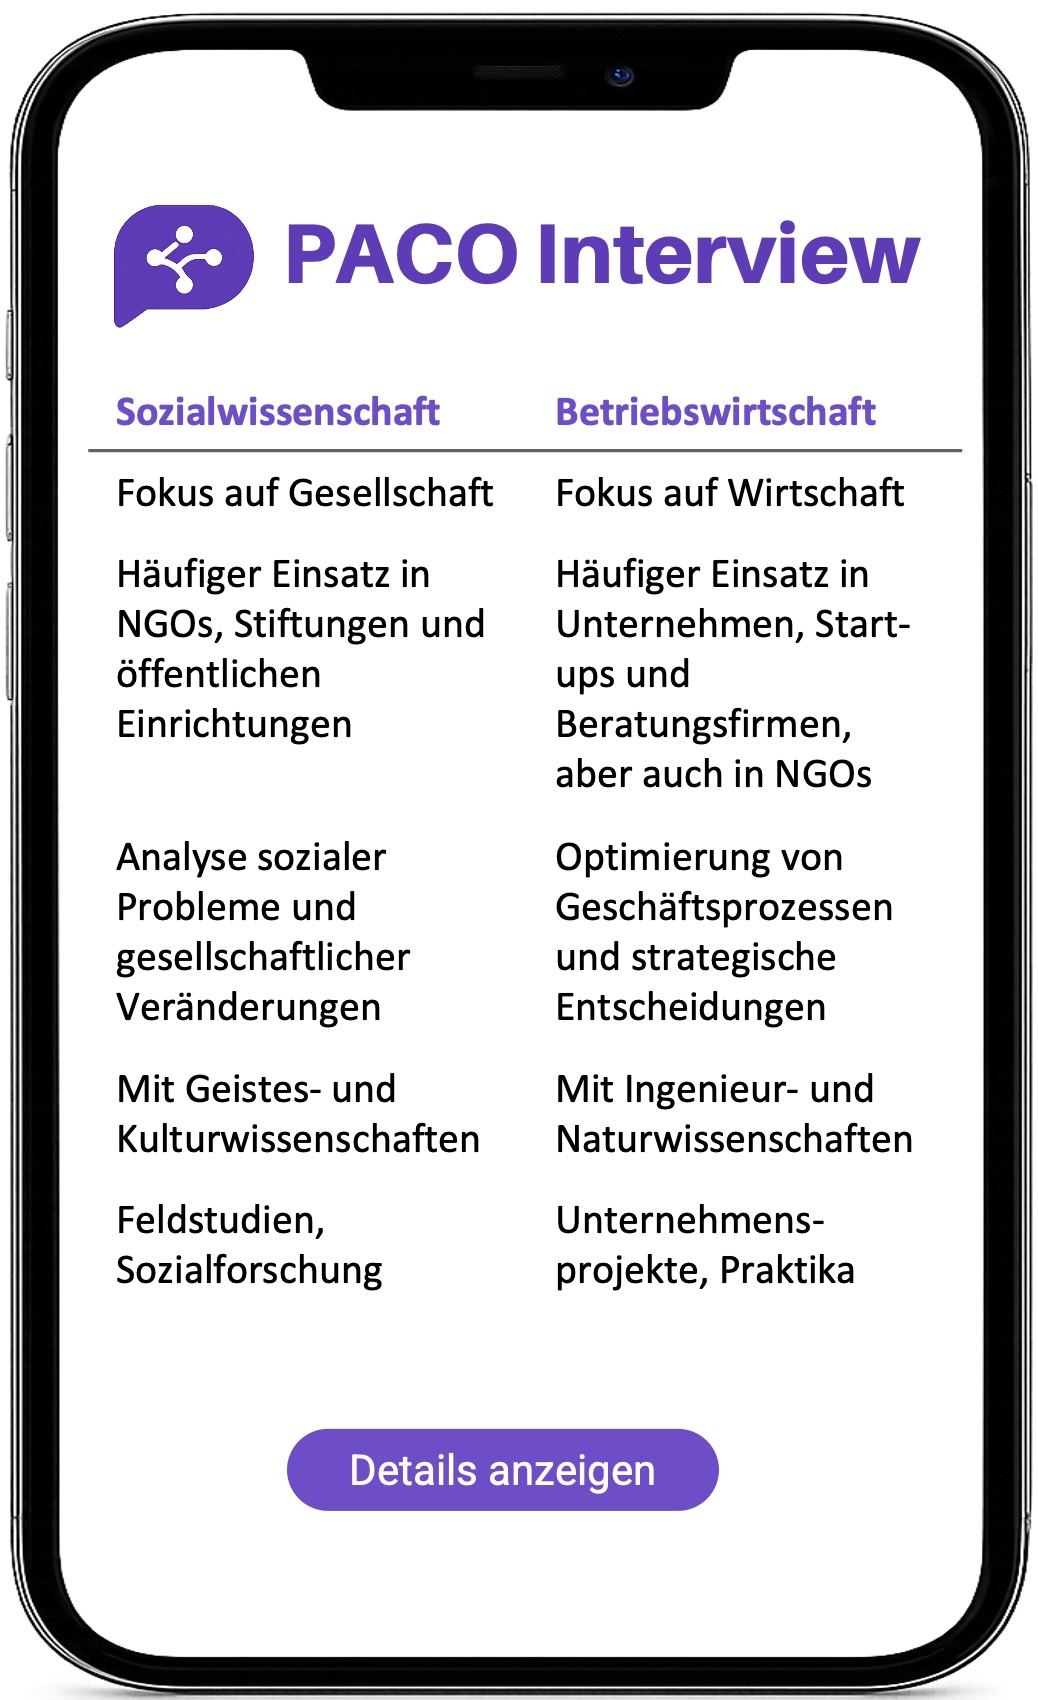 PACO Interview
Sozialwissenschaft
Betriebswirtschaft
Fokus auf Gesellschaft
Fokus auf Wirtschaft
Häufiger Einsatz in
NGOs, Stiftungen und
öffentlichen
Einrichtungen
Häufiger Einsatz in
Unternehmen, Start-
ups und
Beratungsfirmen,
aber auch in NGOs
Analyse sozialer
Probleme und
gesellschaftlicher
Veränderungen
Optimierung von
Geschäftsprozessen
und strategische
Entscheidungen
Mit Geistes- und
Kulturwissenschaften
Mit Ingenieur- und
Naturwissenschaften
Feldstudien,
Sozialforschung
Unternehmens-
projekte, Praktika
Details anzeigen